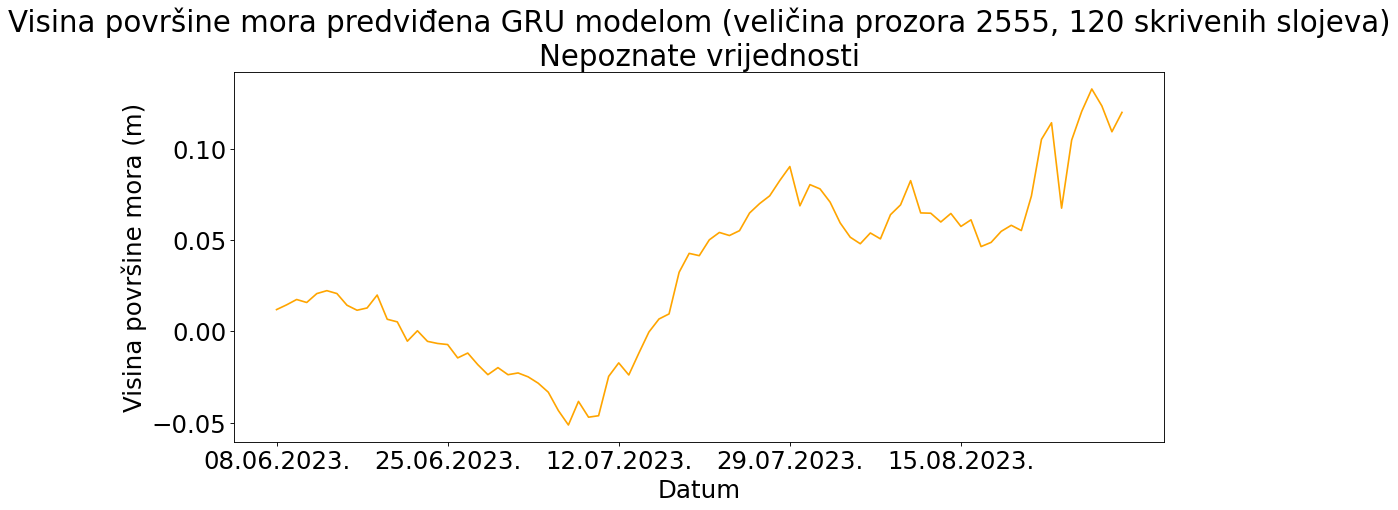 Visina površine mora predviđena GRU modelom (veličina prozora 2555, 120 skrivenih slojeva)
Nepoznate vrijednosti
Visina površine mora (m)
0.10
0.05
0.00
−0.05
08.06.2023. 25.06.2023. 12.07.2023. 29.07.2023. 15.08.2023.
Datum